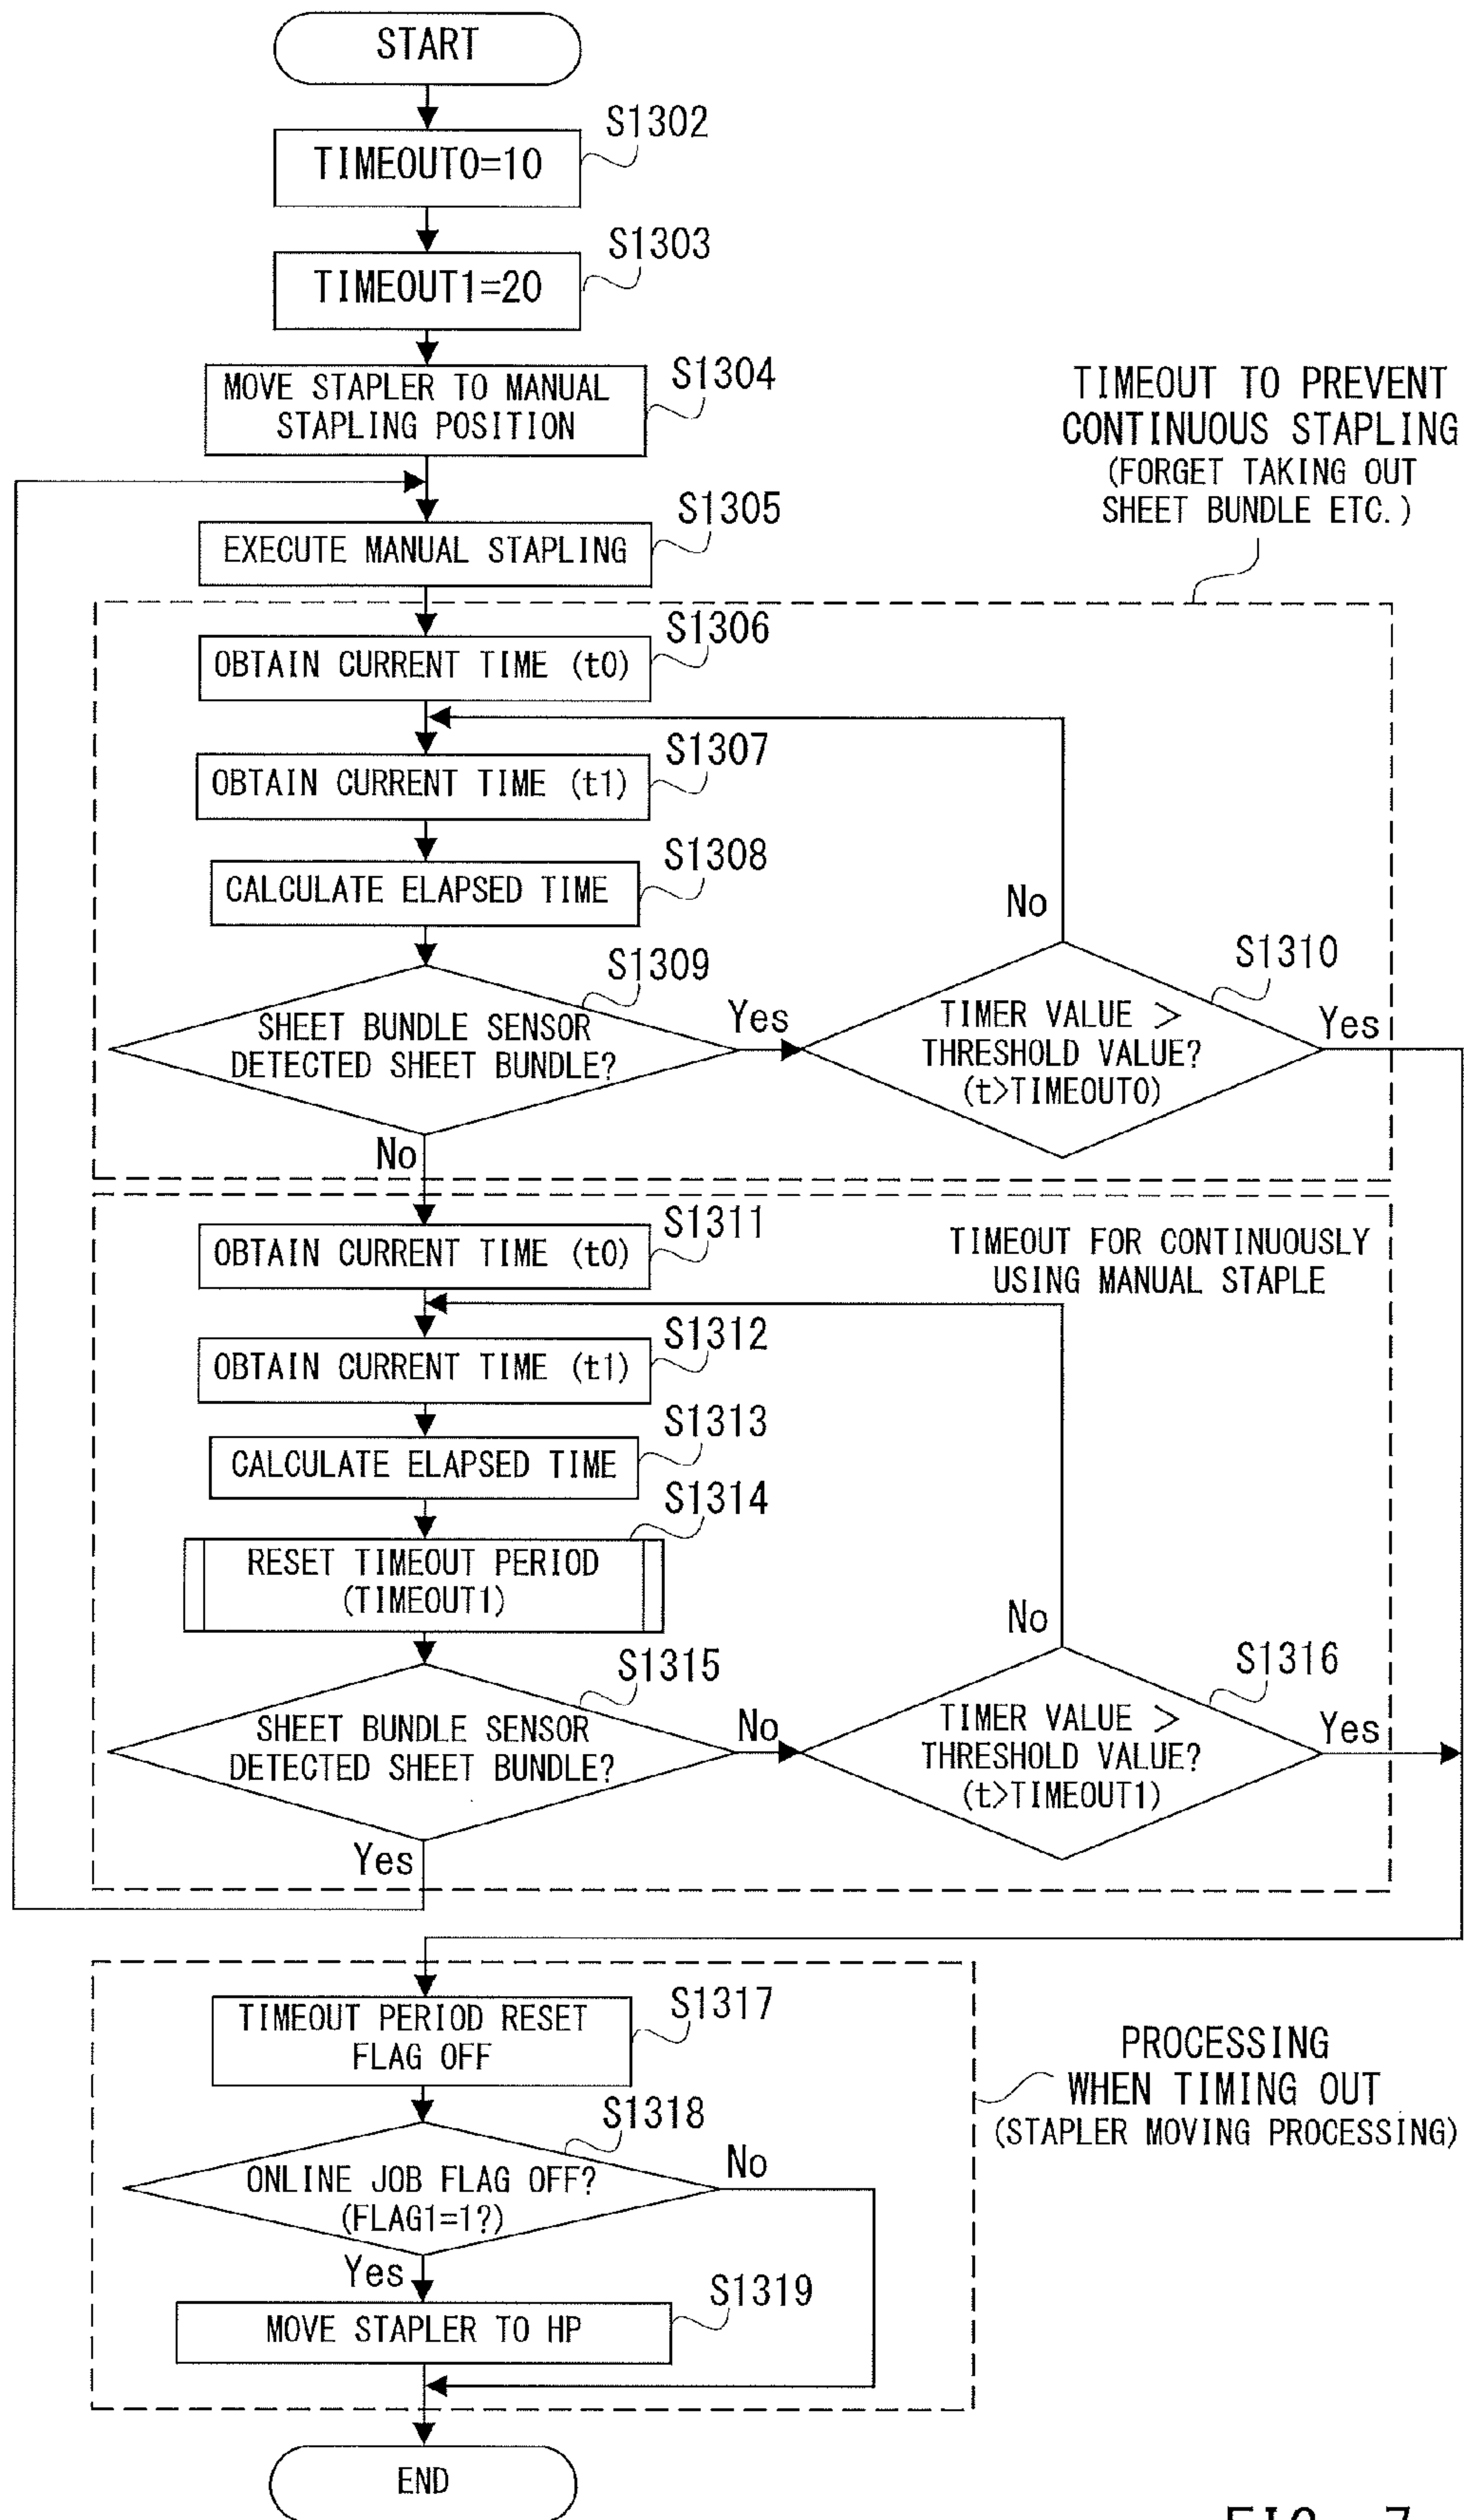 START
S1302
TIMEOUT0=10
S1303
TIMEOUT1=20
S1304
MOVE STAPLER TO MANUAL
STAPLING POSITION
TIMEOUT TO PREVENT
CONTINUOUS STAPLING
(FORGET TAKING OUT
SHEET BUNDLE ETC.)
S1305
EXECUTE MANUAL STAPLING
S1306
OBTAIN CURRENT TIME (t0)
S1307
OBTAIN CURRENT TIME (t1)
S1308
CALCULATE ELAPSED TIME
No
S1309
SHEET BUNDLE SENSOR
DETECTED SHEET BUNDLE?
Yes
S1310
TIMER VALUE >
THRESHOLD VALUE?
(t>TIMEOUT0)
Yes
No
S1311
OBTAIN CURRENT TIME (t0)
TIMEOUT FOR CONTINUOUSLY
USING MANUAL STAPLE
S1312
OBTAIN CURRENT TIME (t1)
S1313
CALCULATE ELAPSED TIME
S1314
RESET TIMEOUT PERIOD
(TIMEOUT1)
No
S1315
SHEET BUNDLE SENSOR
DETECTED SHEET BUNDLE?
No
S1316
TIMER VALUE >
THRESHOLD VALUE?
(t>TIMEOUT1)
Yes
Yes
S1317
TIMEOUT PERIOD RESET
FLAG OFF
PROCESSING
WHEN TIMING OUT
(STAPLER MOVING PROCESSING)
S1318
ONLINE JOB FLAG OFF?
(FLAG1=1?)
No
Yes
S1319
MOVE STAPLER TO HP
END
FIG. 7